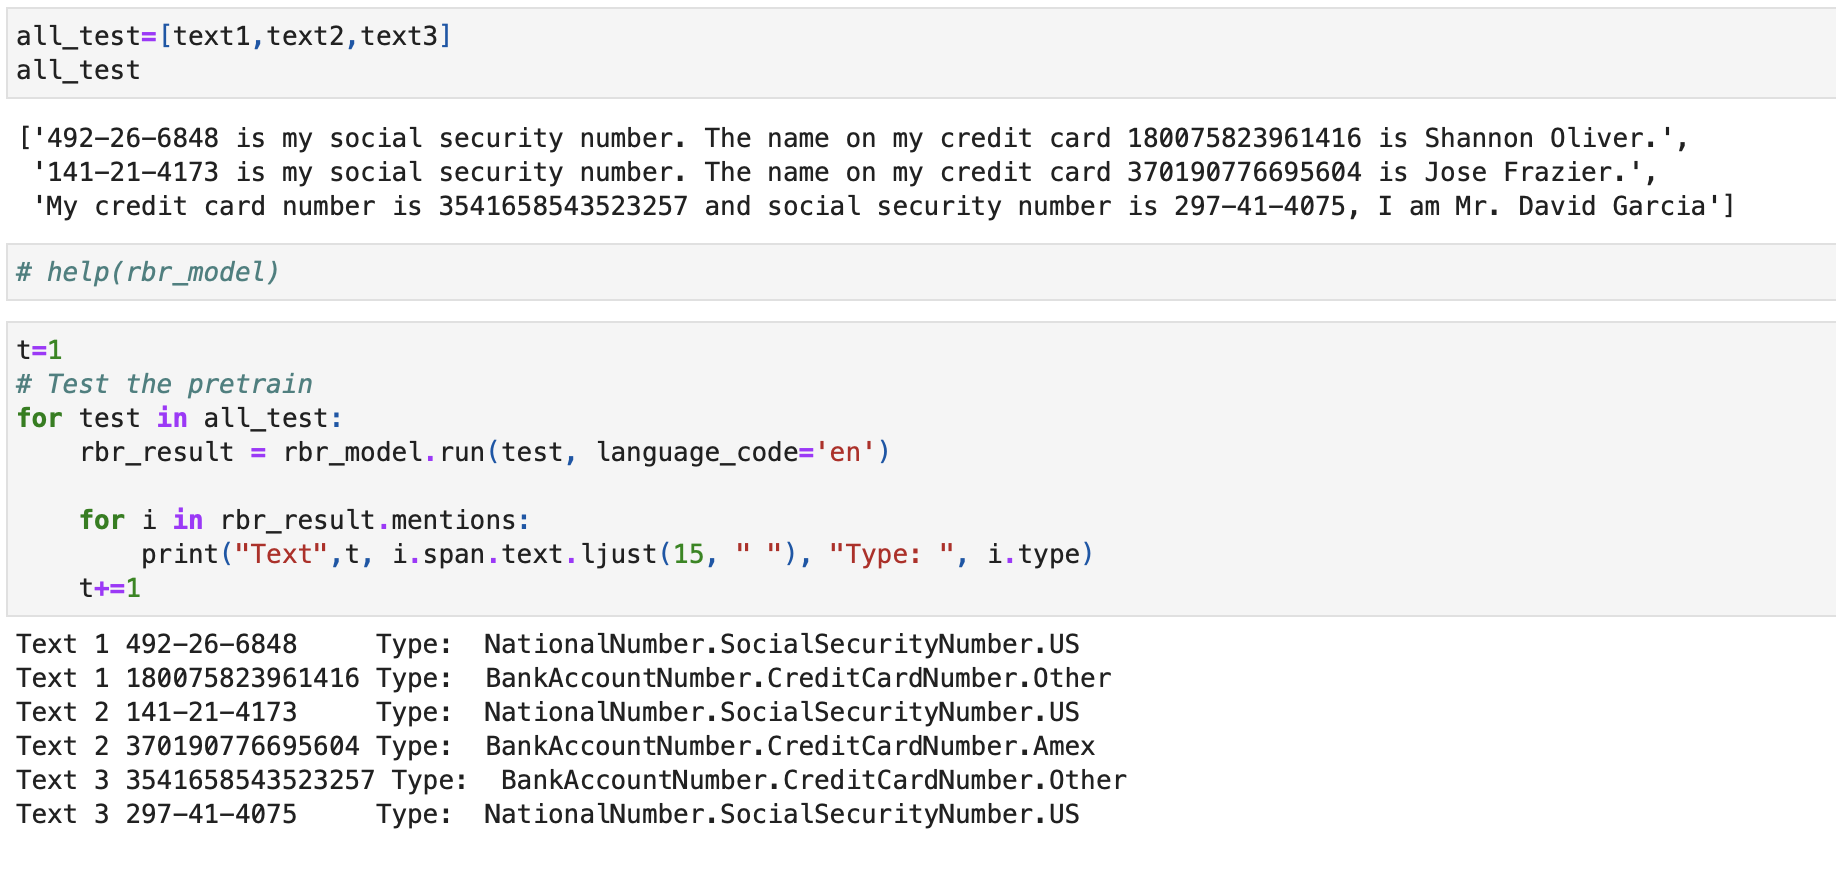 all_test=[text1,text2,text3]
all_test
['492-26-6848 is my social security number. The name on my credit card 180075823961416 is Shannon Oliver.',
 '141-21-4173 is my social security number. The name on my credit card 370190776695604 is Jose Frazier.',
 'My credit card number is 3541658543523257 and social security number is 297-41-4075, I am Mr. David Garcia']
# help(rbr_model)
t=1
# Test the pretrain
for test in all_test:
    rbr_result = rbr_model.run(test, language_code='en')
    for i in rbr_result.mentions:
        print("Text",t, i.span.text.ljust(15, " "), "Type: ", i.type)
    t+=1
Text 1 492-26-6848     Type:  NationalNumber.SocialSecurityNumber.US
Text 1 180075823961416 Type:  BankAccountNumber.CreditCardNumber.Other
Text 2 141-21-4173     Type:  NationalNumber.SocialSecurityNumber.US
Text 2 370190776695604 Type:  BankAccountNumber.CreditCardNumber.Amex
Text 3 3541658543523257 Type:  BankAccountNumber.CreditCardNumber.Other
Text 3 297-41-4075     Type:  NationalNumber.SocialSecurityNumber.US